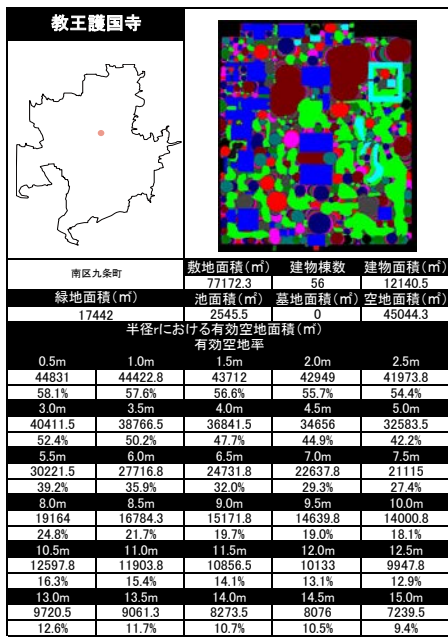 教王護国寺
南区九条町
敷地面積(㎡) 建物棟数 建物面積(㎡)
77172.3 56 12140.5
緑地面積(㎡) 池面積(㎡) 墓地面積(㎡) 空地面積(㎡)
17442 2545.5 0 45044.3
半径rにおける有効空地面積(㎡)
有効空地率
0.5m 1.0m 1.5m 2.0m 2.5m
44831 44422.8 43712 42949 41973.8
58.1% 57.6% 56.6% 55.7% 54.4%
3.0m 3.5m 4.0m 4.5m 5.0m
40411.5 38766.5 36841.5 34656 32583.5
52.4% 50.2% 47.7% 44.9% 42.2%
5.5m 6.0m 6.5m 7.0m 7.5m
30221.5 27716.8 24731.8 22637.8 21115
39.2% 35.9% 32.0% 29.3% 27.4%
8.0m 8.5m 9.0m 9.5m 10.0m
19164 16784.3 15171.8 14639.8 14000.8
24.8% 21.7% 19.7% 19.0% 18.1%
10.5m 11.0m 11.5m 12.0m 12.5m
12597.8 11903.8 10856.5 10133 9947.8
16.3% 15.4% 14.1% 13.1% 12.9%
13.0m 13.5m 14.0m 14.5m 15.0m
9720.5 9061.3 8273.5 8076 7239.5
12.6% 11.7% 10.7% 10.5% 9.4%